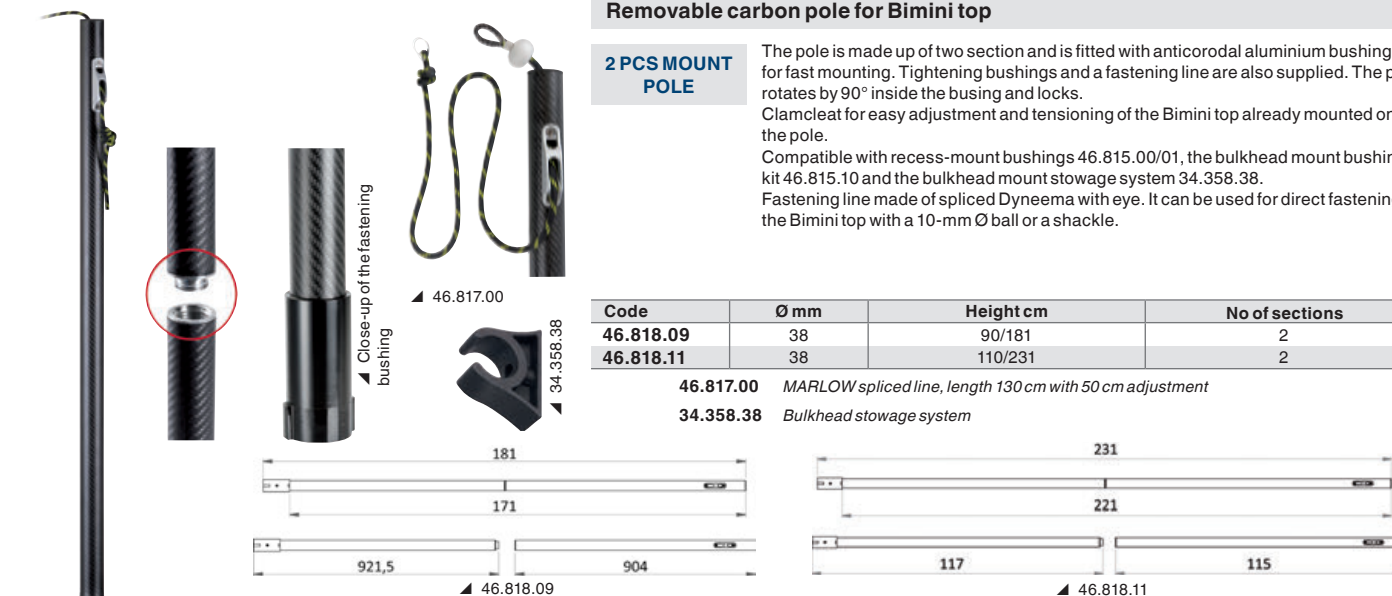 Removable carbon pole for Bimini top
2 PCS MOUNT
POLE
The pole is made up of two section and is fitted with anticorodal aluminium bushing
for fast mounting. Tightening bushings and a fastening line are also supplied. The p
rotates by 90° inside the busing and locks.
Clamcleat for easy adjustment and tensioning of the Bimini top already mounted on
the pole.
Compatible with recess-mount bushings 46.815.00/01, the bulkhead mount bushin
kit 46.815.10 and the bulkhead mount stowage system 34.358.38.
Fastening line made of spliced Dyneema with eye. It can be used for direct fastening
the Bimini top with a 10-mm Ø ball or a shackle.
◢ Close-up of the fastening
bushing
◢ 46.817.00
◢ 34.358.38
Code Ø mm Height cm No of sections
46.818.09 38 90/181 2
46.818.11 38 110/231 2
46.817.00 MARLOW spliced line, length 130 cm with 50 cm adjustment
34.358.38 Bulkhead stowage system
181
171
921,5 904
◢ 46.818.09
231
221
117 115
◢ 46.818.11